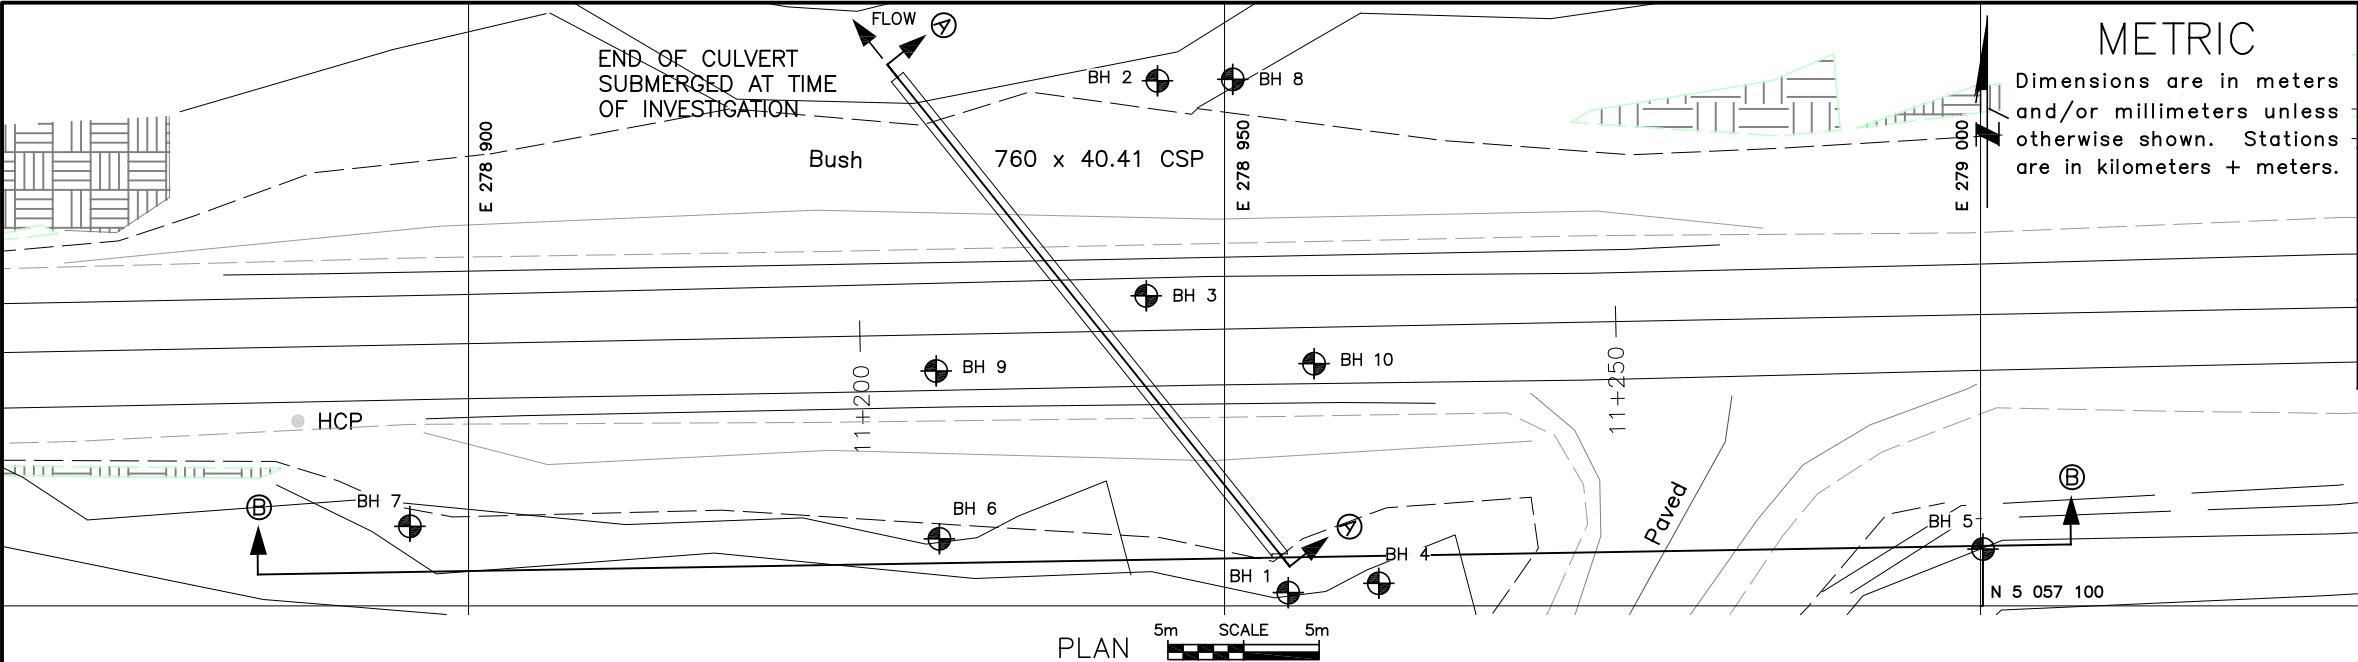 FLOW
A
METRIC
END OF CULVERT
SUBMERGED AT TIME
OF INVESTIGATION
BH 2
BH 8
Dimensions are in meters
and/or millimeters unless
otherwise shown. Stations
are in kilometers + meters.
E 278 900
Bush
760 x 40.41 CSP
E 278 950
E 279 000
BH 3
BH 9
BH 10
11+200
11+250
HCP
B
BH 7
BH 6
A
Paved
BH 5
B
BH 4
BH 1
N 5 057 100
PLAN
5m SCALE 5m